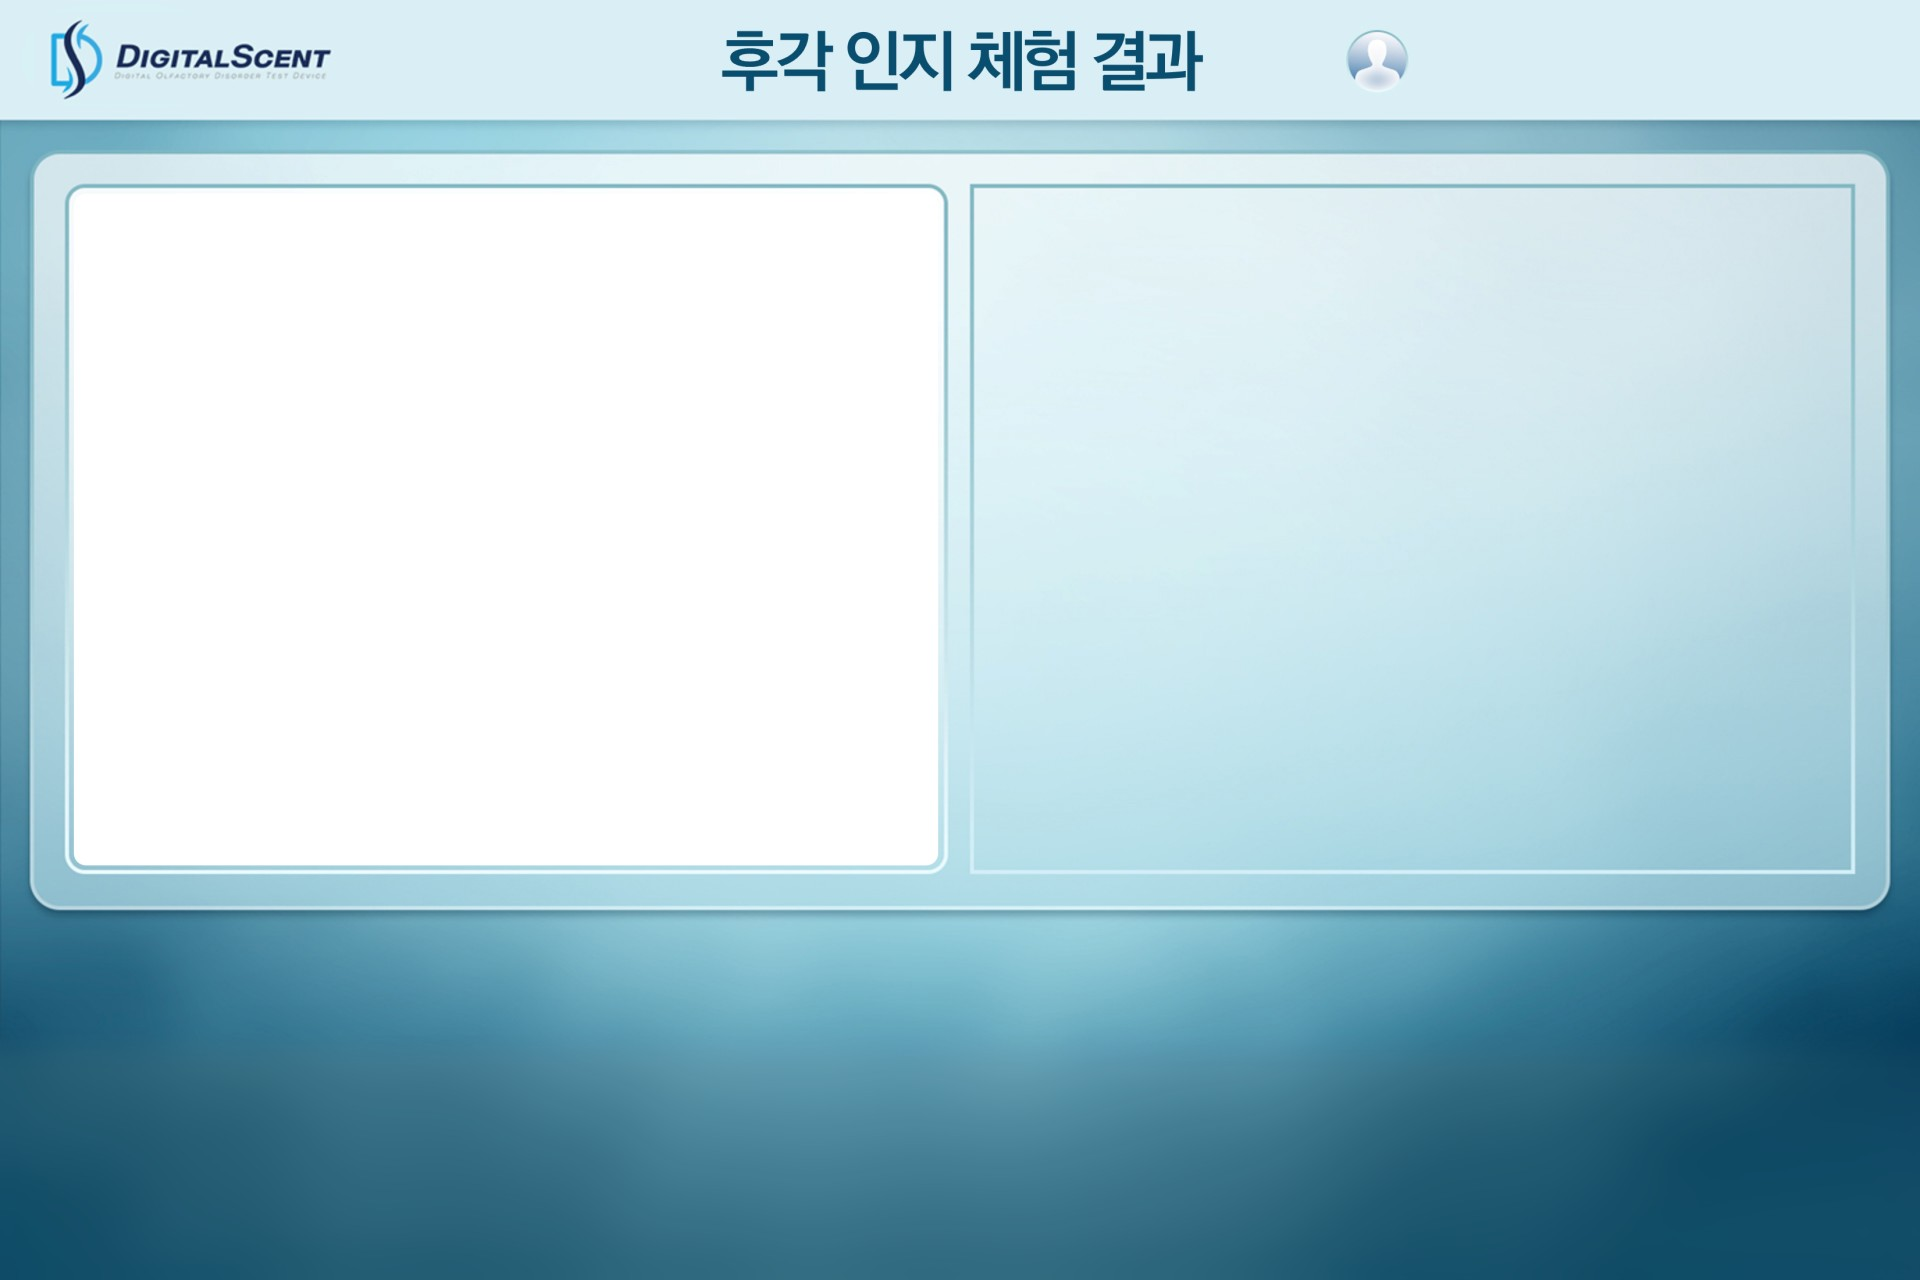 DIGITALSCENT
DIGITAL OLFACTORY DISORDER TEST DEVICE
후각 인지 체험 결과